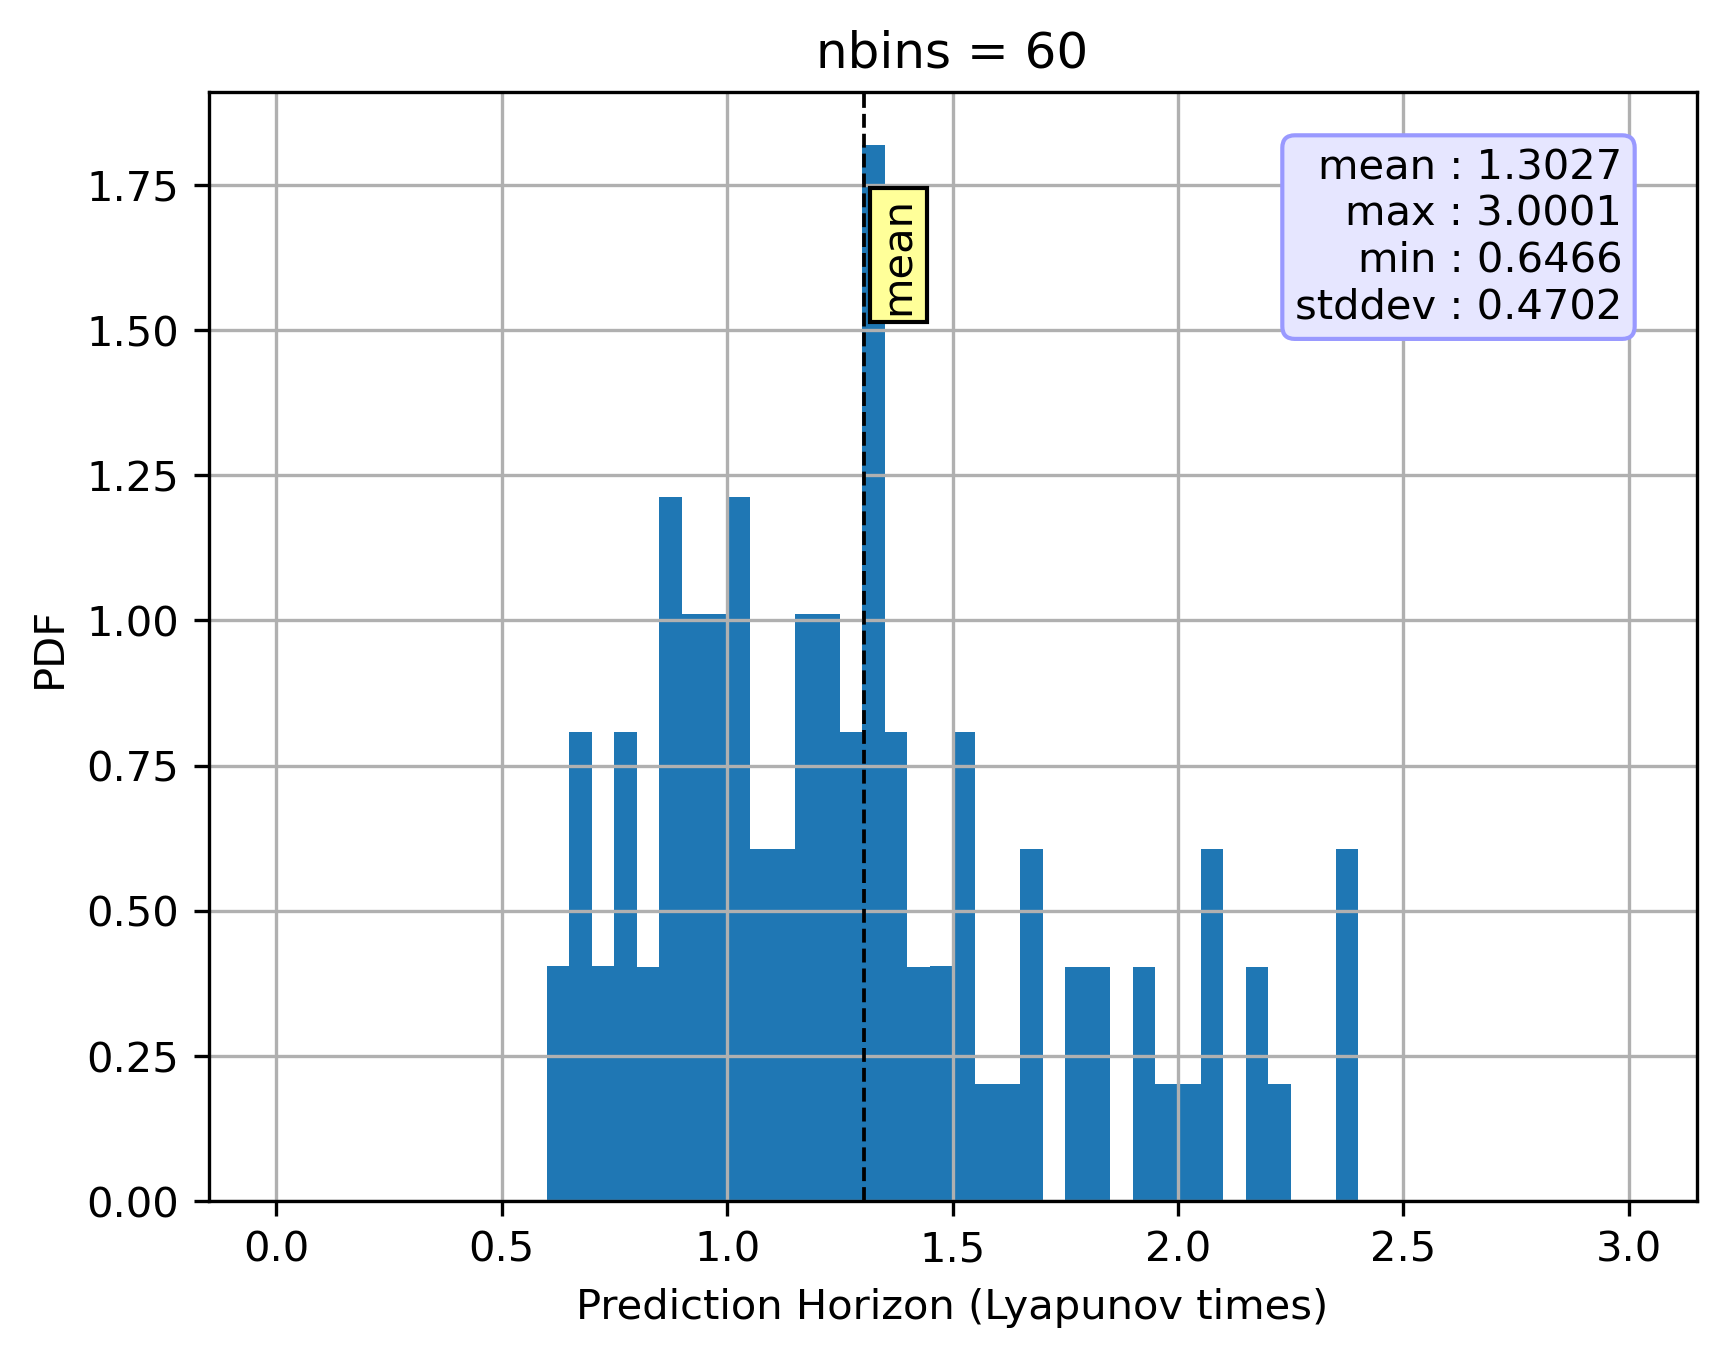 nbins = 60
mean : 1.3027
max : 3.0001
min : 0.6466
stddev : 0.4702
mean
1.75
1.50
1.25
1.00
0.75
0.50
0.25
0.00
PDF
0.0 0.5 1.0 1.5 2.0 2.5 3.0
Prediction Horizon (Lyapunov times)